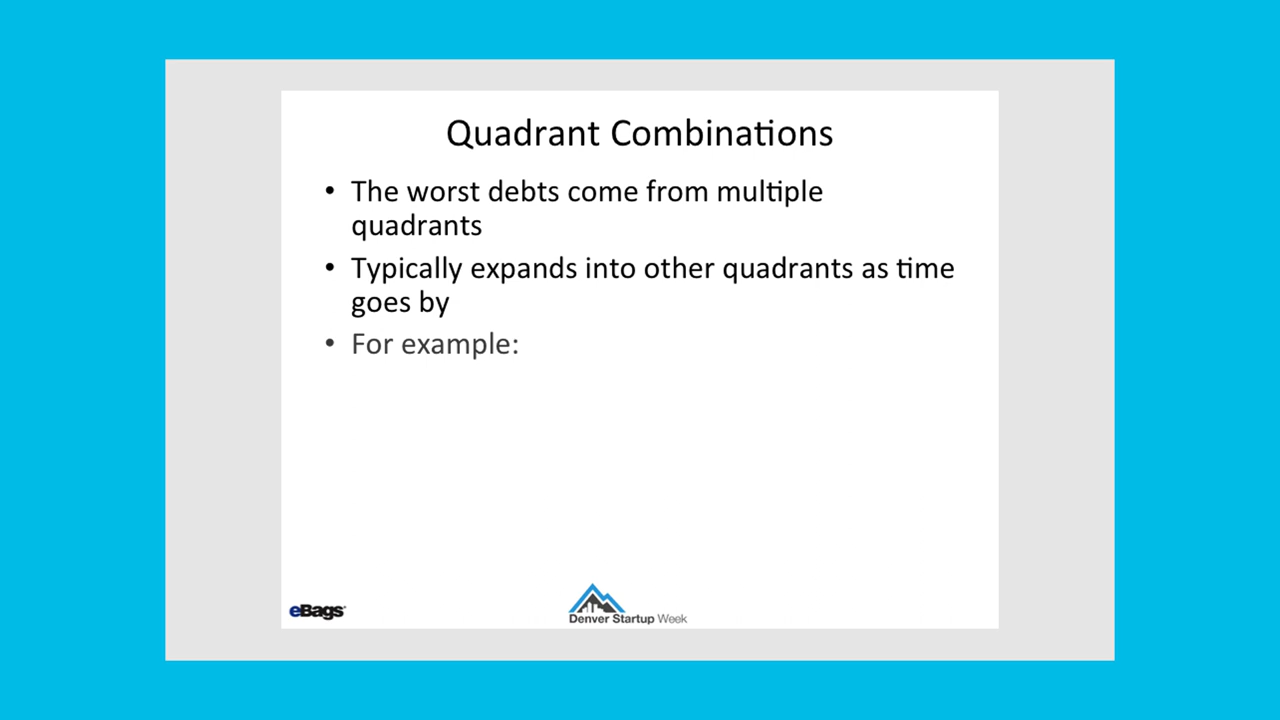 Quadrant Combinations
• The worst debts come from multiple
quadrants
• Typically expands into other quadrants as time
goes by
• For example:
eBags
Denver Startup Week